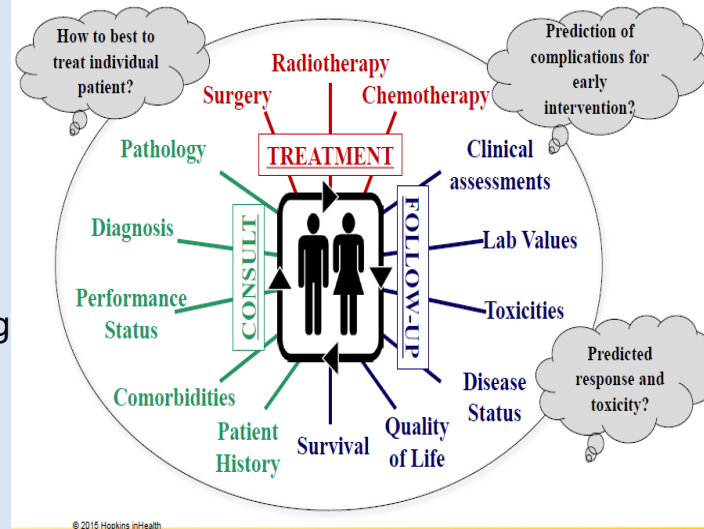 How to best to
treat individual
patient?
Prediction of
complications for
early
intervention?
Radiotherapy
Surgery
Chemotherapy
TREATMENT
Pathology
Diagnosis
Performance
Status
Comorbidities
Patient
History
CONSULT
FOLLOW-UP
Clinical
assessments
Lab Values
Toxicities
Disease
Status
Quality
of Life
Survival
Predicted
response and
toxicity?
g
© 2015 Hopkins inHealth